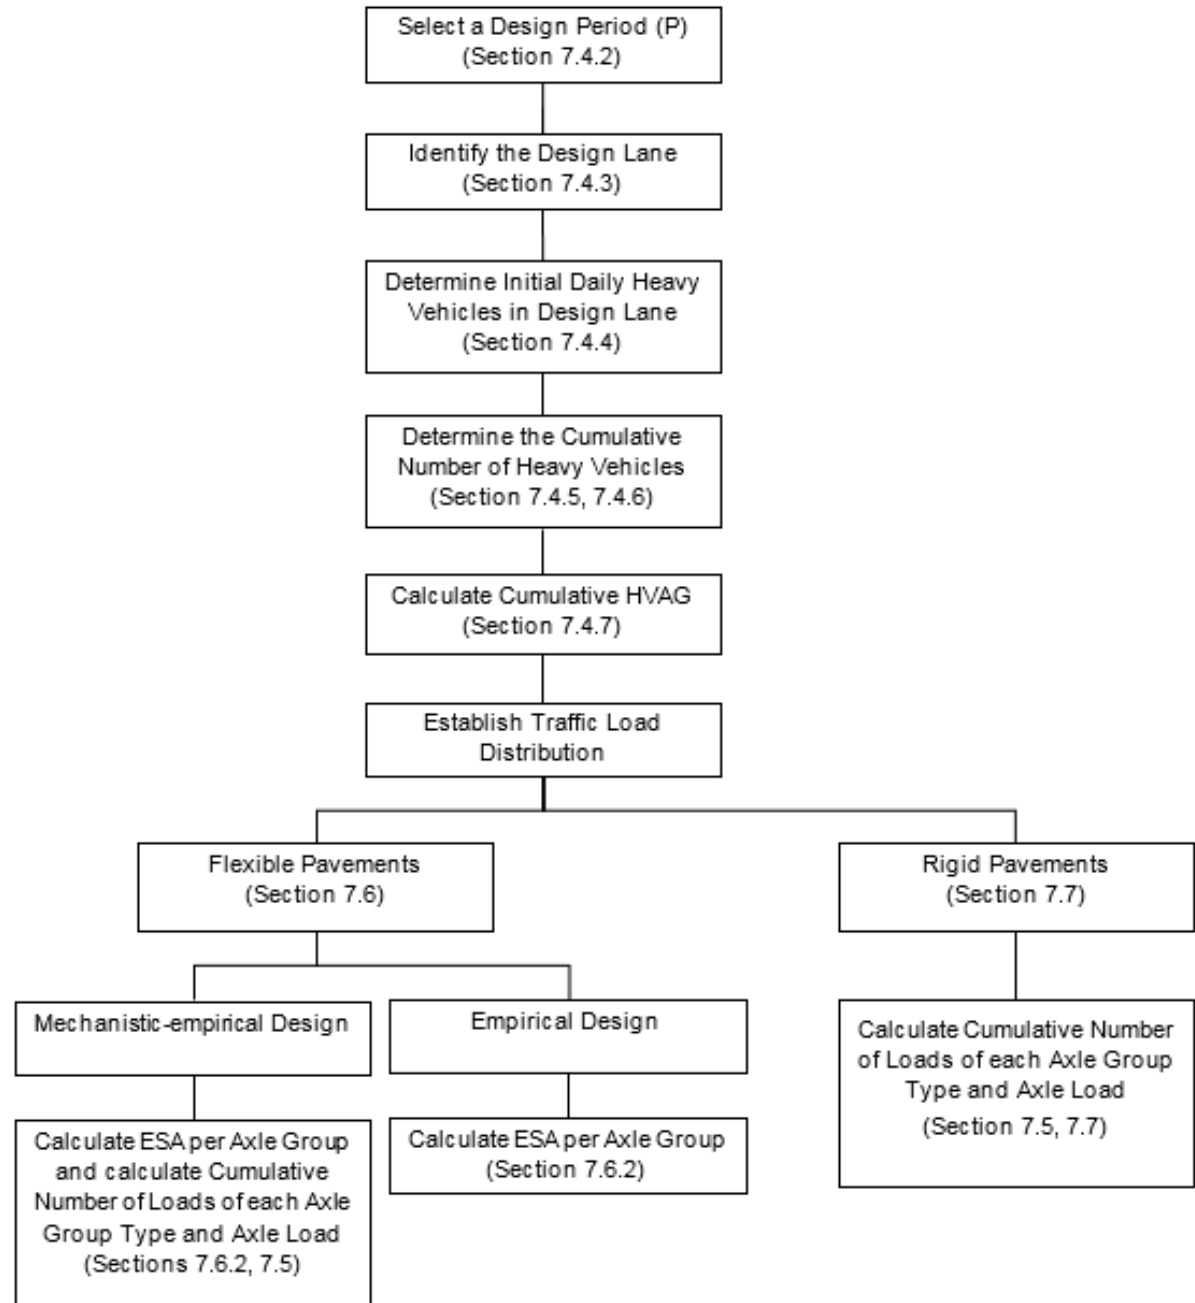 Select a Design Period (P)
(Section 7.4.2)
Identify the Design Lane
(Section 7.4.3)
Determine Initial Daily Heavy
Vehicles in Design Lane
(Section 7.4.4)
Determine the Cumulative
Number of Heavy Vehicles
(Section 7.4.5, 7.4.6)
Calculate Cumulative HVAG
(Section 7.4.7)
Establish Traffic Load
Distribution
Flexible Pavements
(Section 7.6)
Rigid Pavements
(Section 7.7)
Mechanistic-empirical Design
Empirical Design
Calculate Cumulative Number
of Loads of each Axle Group
Type and Axle Load
(Section 7.5, 7.7)
Calculate ESA per Axle Group
and calculate Cumulative
Number of Loads of each Axle
Group Type and Axle Load
(Sections 7.6.2, 7.5)
Calculate ESA per Axle Group
(Section 7.6.2)